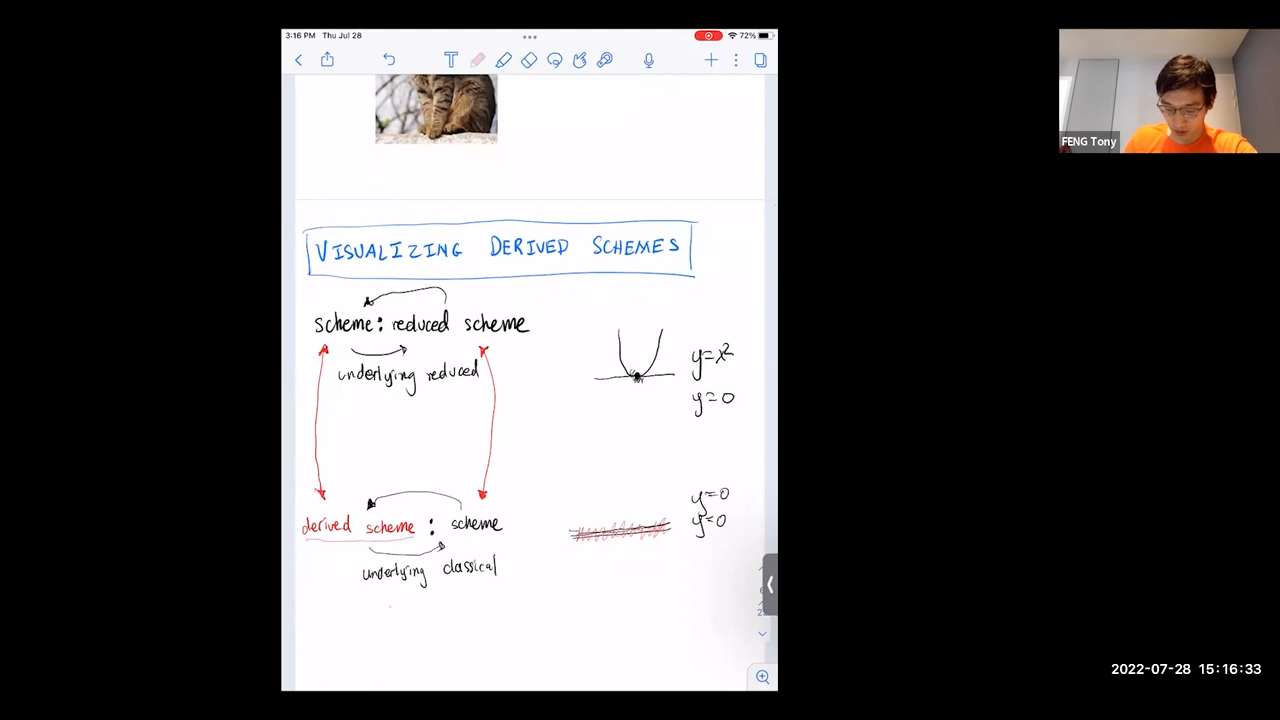 3:16 PM Thu Jul 28
72%
FENG Tony
VISUALIZING DERIVED SCHEMES
scheme: reduced scheme
underlying reduced
y=x²
y=0
y=0
y=0
derived scheme : scheme
underlying classical
2022-07-28 15:16:33